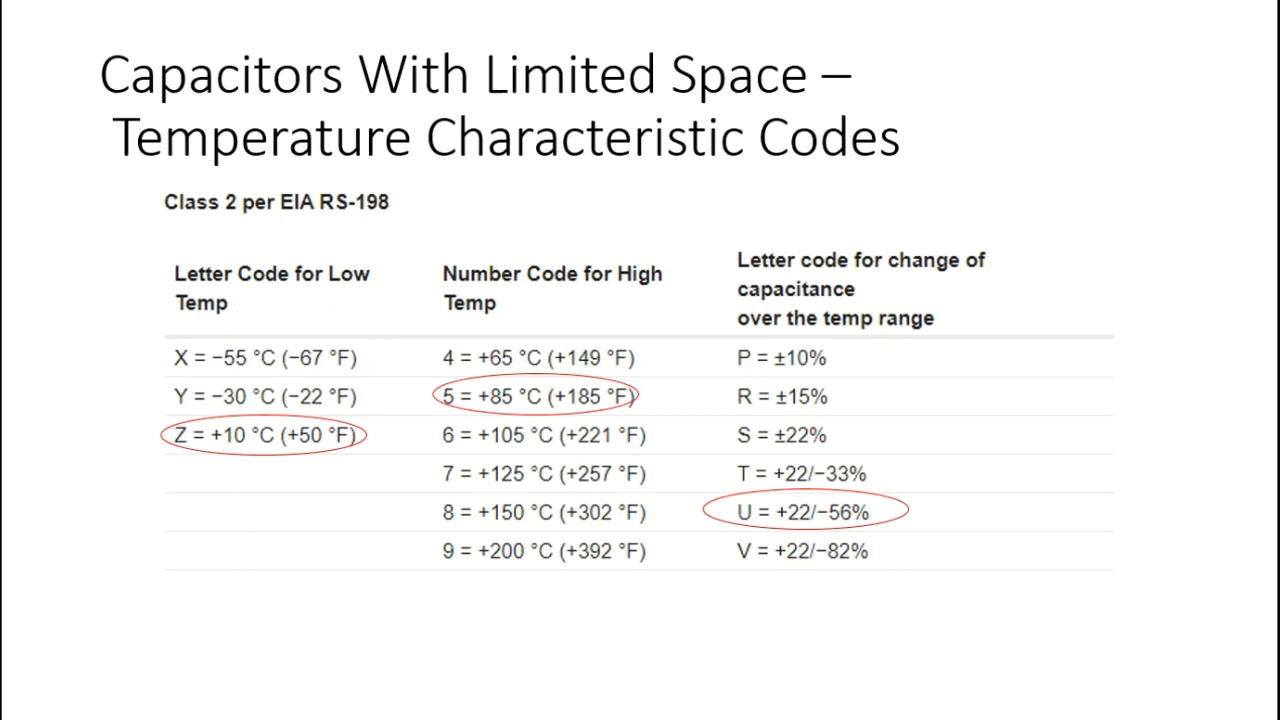 Capacitors With Limited Space –
Temperature Characteristic Codes
Class 2 per EIA RS-198
Letter Code for Low
Temp
Number Code for High
Temp
Letter code for change of
capacitance
over the temp range
X = −55 °C (−67 °F) 4 = +65 °C (+149 °F) P = ±10%
Y = −30 °C (−22 °F) 5 = +85 °C (+185 °F) R = ±15%
Z = +10 °C (+50 °F) 6 = +105 °C (+221 °F) S = ±22%
7 = +125 °C (+257 °F) T = +22/−33%
8 = +150 °C (+302 °F) U = +22/−56%
9 = +200 °C (+392 °F) V = +22/−82%